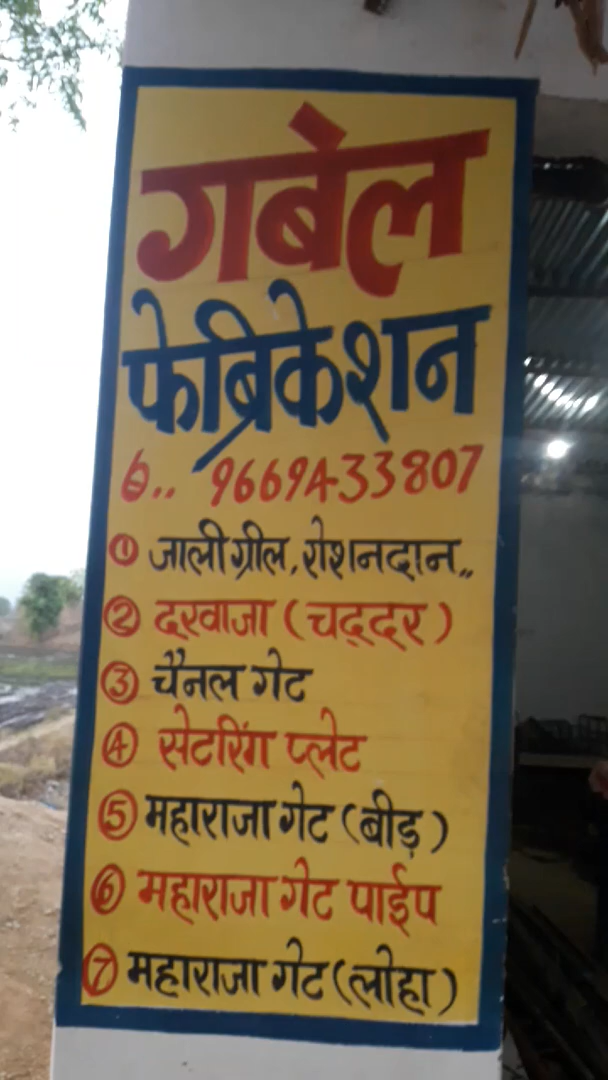 गबेल
फेब्रिकेशन
6.. 9669433807
① जाली ग्रील, रोशनदान,,
② दरवाजा (चद्दर)
③ चैनल गेट
④ सेटरिंग प्लेट
⑤ महाराजा गेट (बीड़)
⑥ महाराजा गेट पाईप
⑦ महाराजा गेट (लोहा)